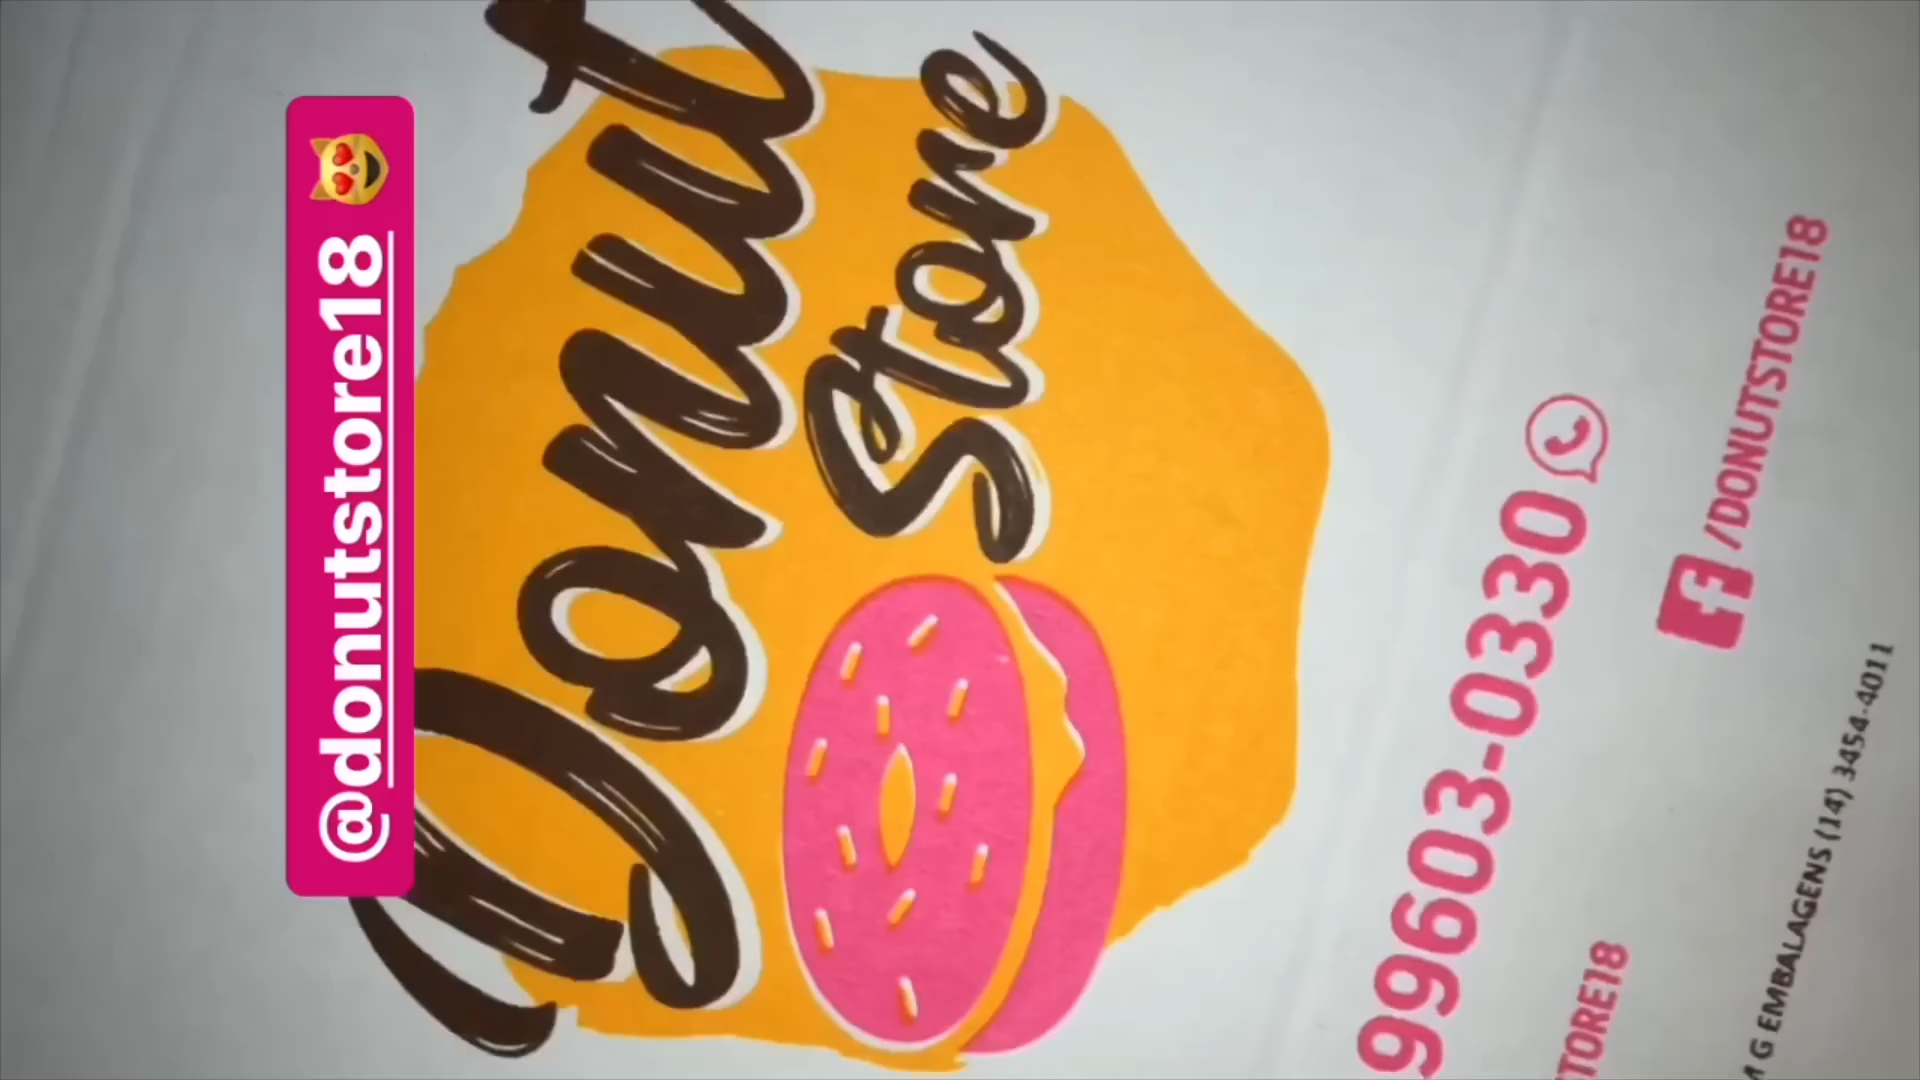 @donutstore18 😻
Donut
Store
99603-0330
/DONUTSTORE18
TORE18
G EMBALAGENS (14) 3454-4011